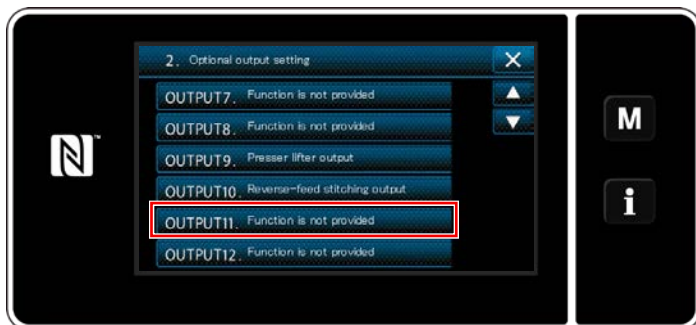 2. Optional output setting
OUTPUT7. Function is not provided
OUTPUT8. Function is not provided
OUTPUT9. Presser lifter output
OUTPUT10. Reverse-feed stitching output
OUTPUT11. Function is not provided
OUTPUT12. Function is not provided
N
M
i